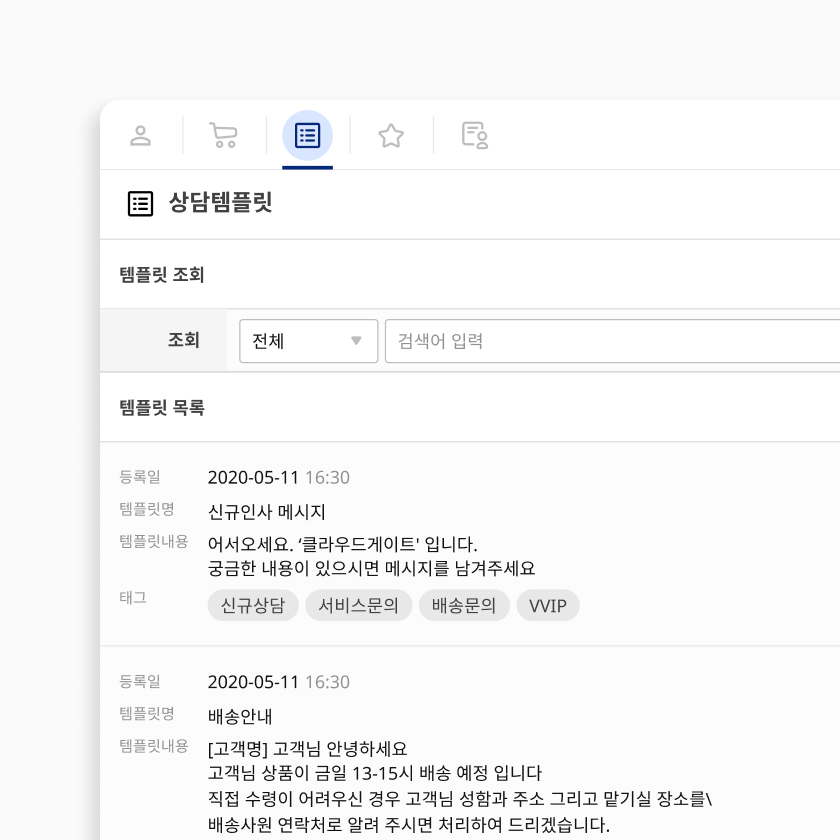 상담템플릿
템플릿 조회
조회 전체 검색어 입력
템플릿 목록
등록일 2020-05-11 16:30
템플릿명 신규인사 메시지
템플릿내용 어서오세요. ‘클라우드게이트' 입니다.
궁금한 내용이 있으시면 메시지를 남겨주세요
태그 신규상담 서비스문의 배송문의 VVIP
등록일 2020-05-11 16:30
템플릿명 배송안내
템플릿내용 [고객명] 고객님 안녕하세요
고객님 상품이 금일 13-15시 배송 예정 입니다
직접 수령이 어려우신 경우 고객님 성함과 주소 그리고 맡기실 장소를\
배송사원 연락처로 알려 주시면 처리하여 드리겠습니다.